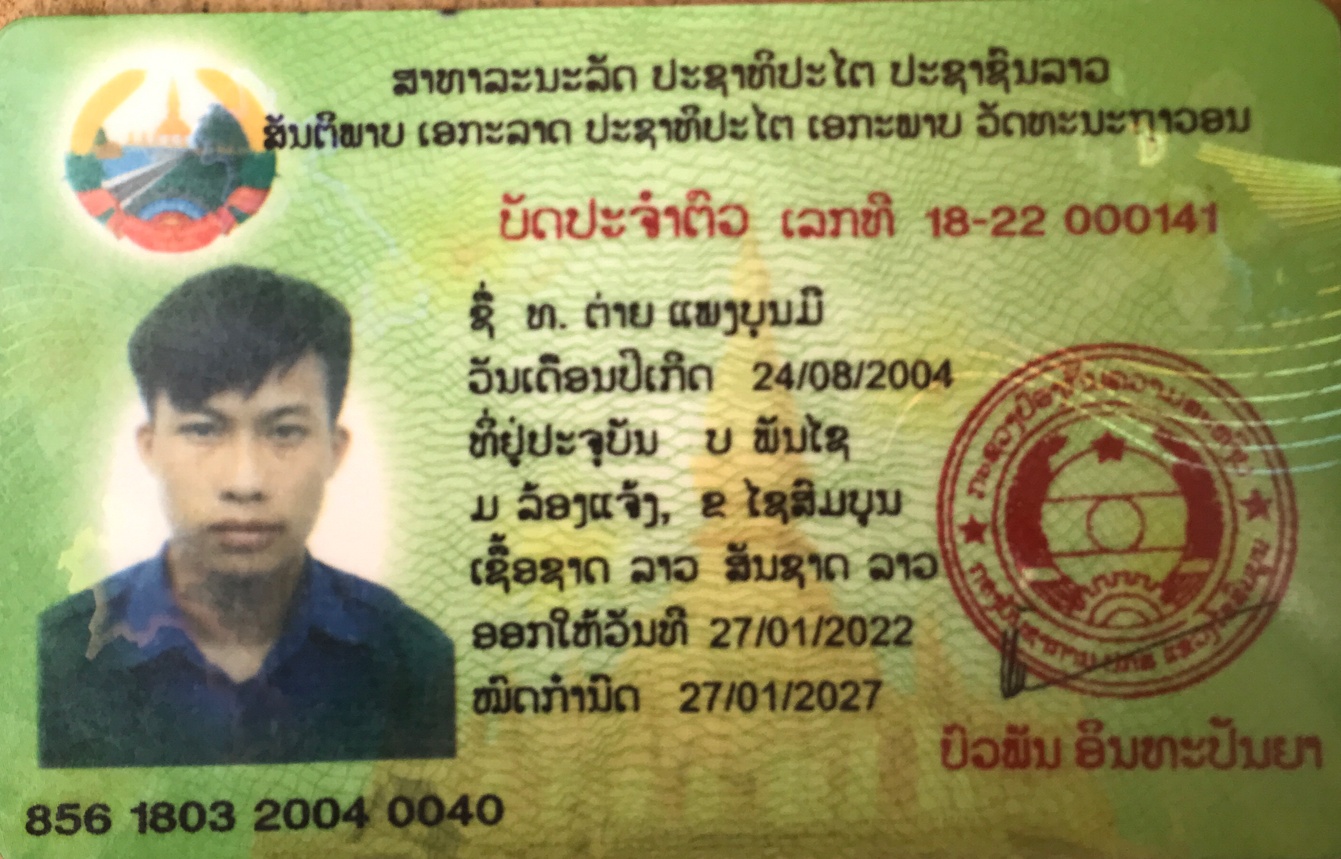 ສາທາລະນະລັດ ປະຊາທິປະໄຕ ປະຊາຊົນລາວ
ສັນຕິພາບ ເອກະລາດ ປະຊາທິປະໄຕ ເອກະພາບ ວັດທະນະຖາວອນ
ບັດປະຈຳຕົວ ເລກທີ 18-22 000141
ຊື່ ທ. ຕ່າຍ ແພງບຸນມີ
ວັນເດືອນປີເກີດ 24/08/2004
ທີ່ຢູ່ປະຈຸບັນ ບ ພັນໄຊ
ມ ລ້ອງແຈ້ງ, ຂ ໄຊສົມບູນ
ເຊື້ອຊາດ ລາວ ສັນຊາດ ລາວ
ອອກໃຫ້ວັນທີ 27/01/2022
ໝົດກຳນົດ 27/01/2027
ປົວພັນ ອິນທະປັນຍາ
856 1803 2004 0040